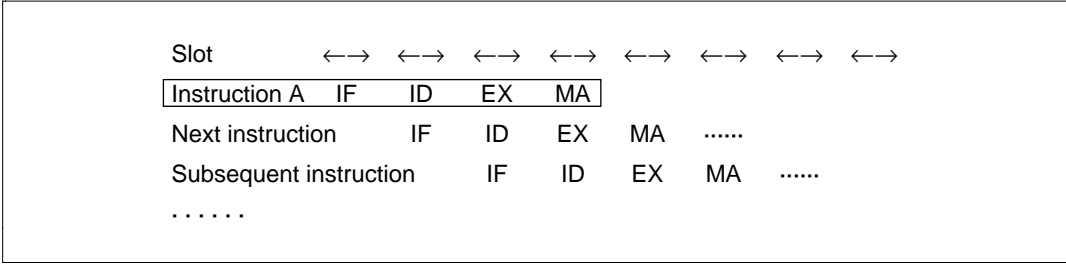 Slot ←→ ←→ ←→ ←→ ←→ ←→ ←→ ←→
Instruction A IF ID EX MA
Next instruction IF ID EX MA ......
Subsequent instruction IF ID EX MA ......
. . . . . .